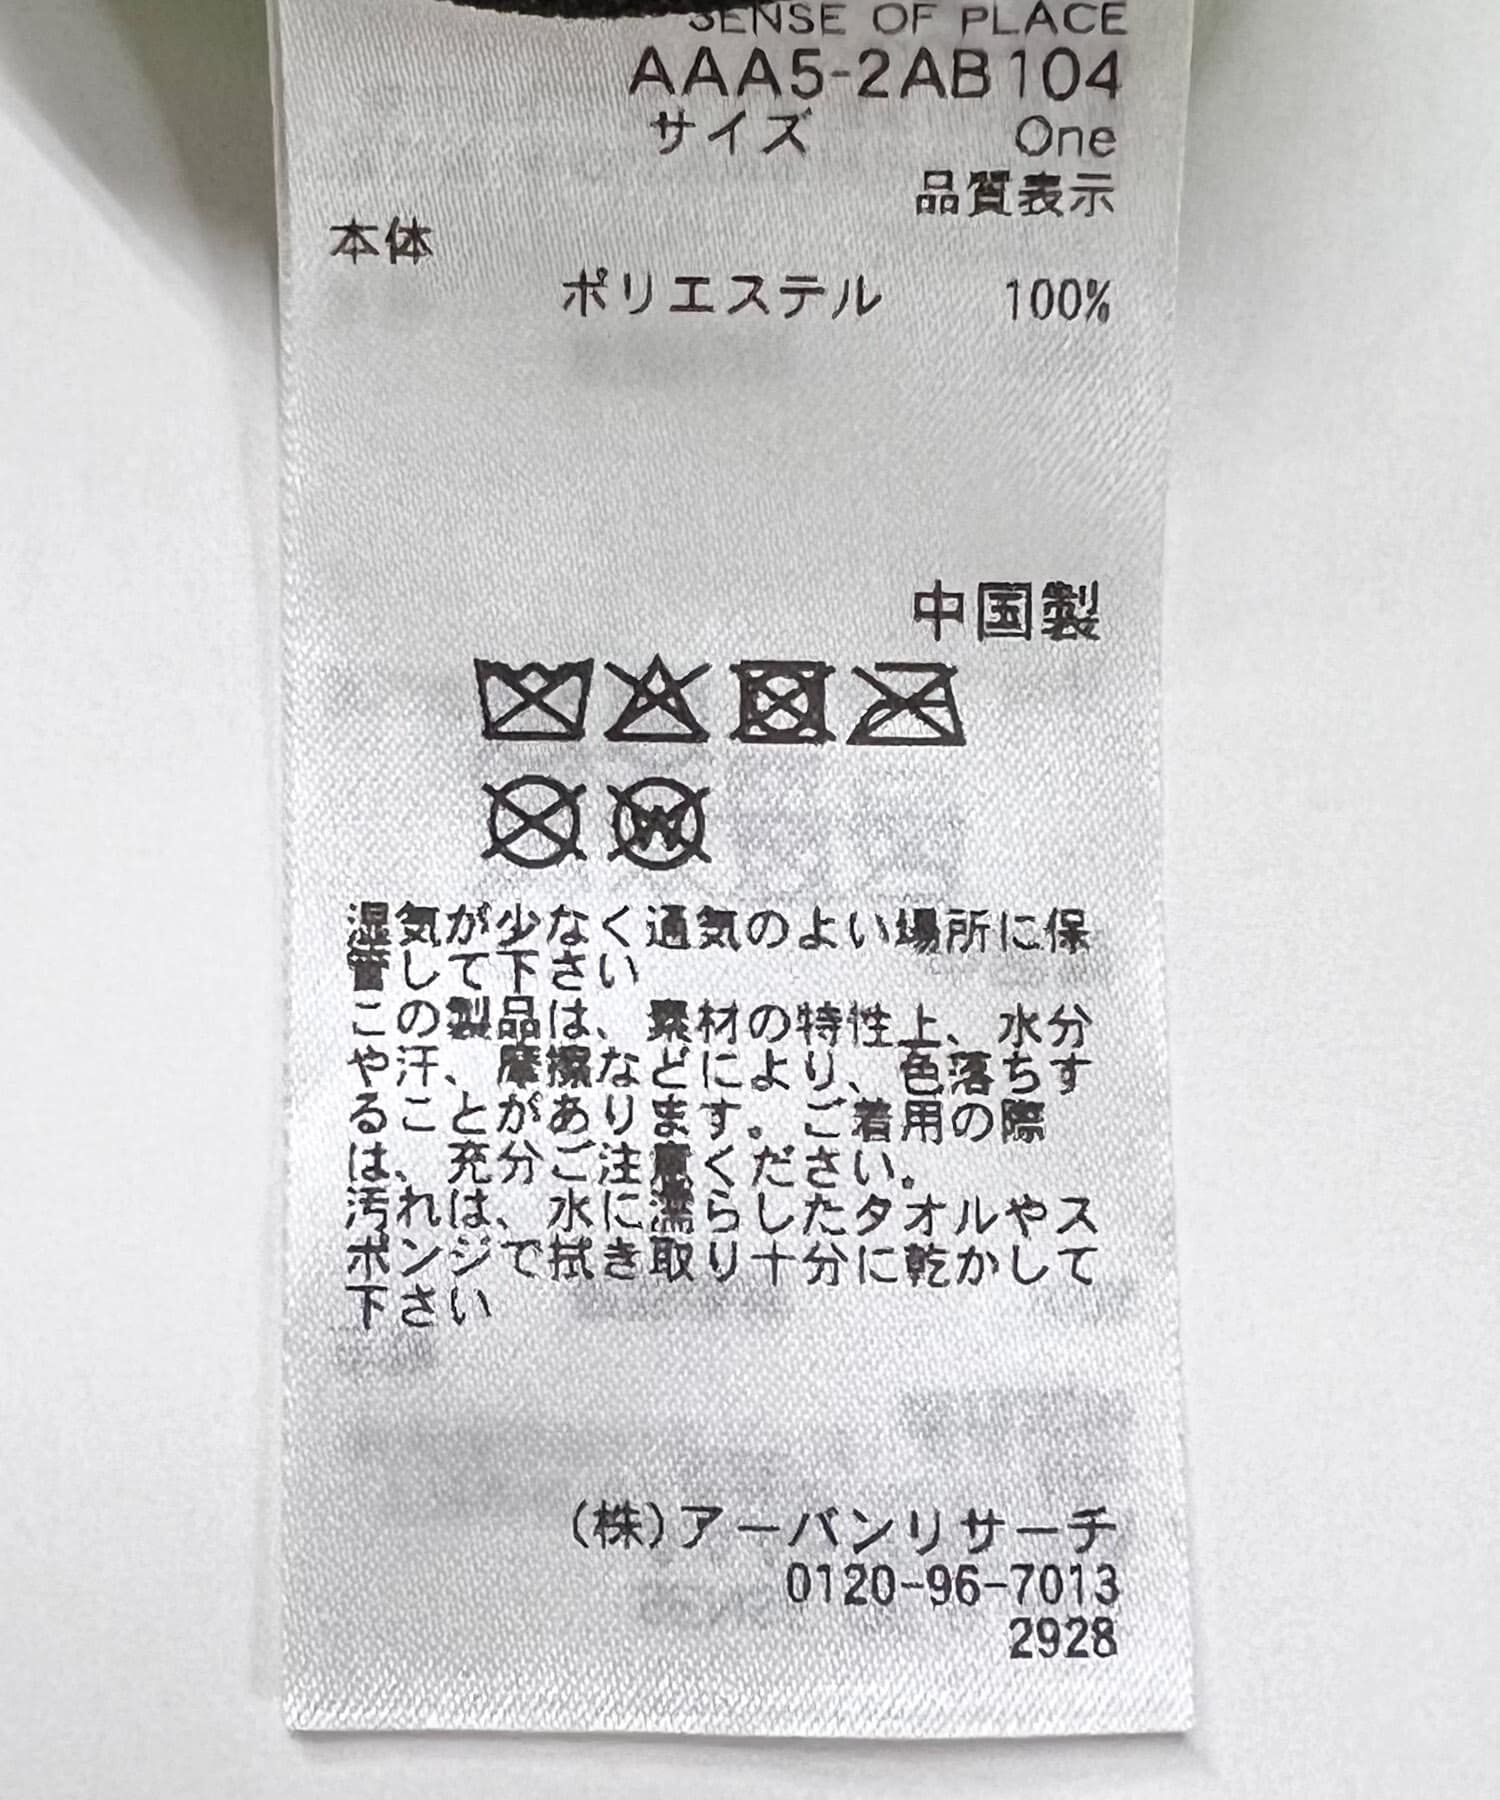 SENSE OF PLACE
AAA5-2AB104
サイズ One
品質表示
本体
ポリエステル 100%
中国製
W
湿気が少なく通気のよい場所に保
管して下さい
この製品は、素材の特性上、水分
や汗、摩擦などにより、色落ちす
ることがあります。ご着用の際
は、充分ご注意ください。
汚れは、水に濡らしたタオルやス
ポンジで拭き取り十分に乾かして
下さい
(株)アーバンリサーチ
0120-96-7013
2928